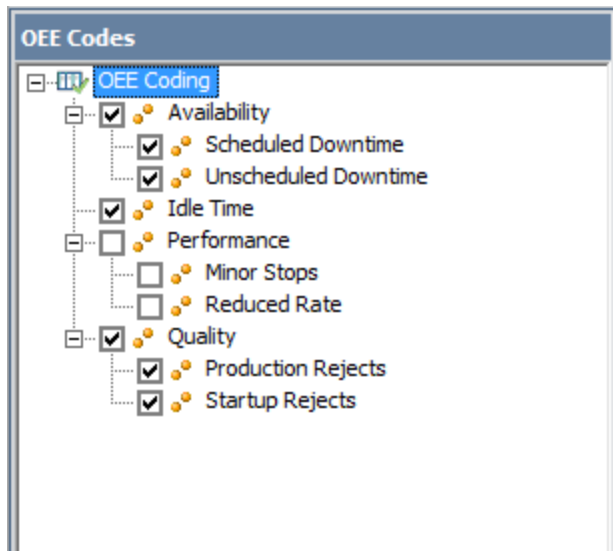 OEE Codes
OEE Coding
Availability
Scheduled Downtime
Unscheduled Downtime
Idle Time
Performance
Minor Stops
Reduced Rate
Quality
Production Rejects
Startup Rejects